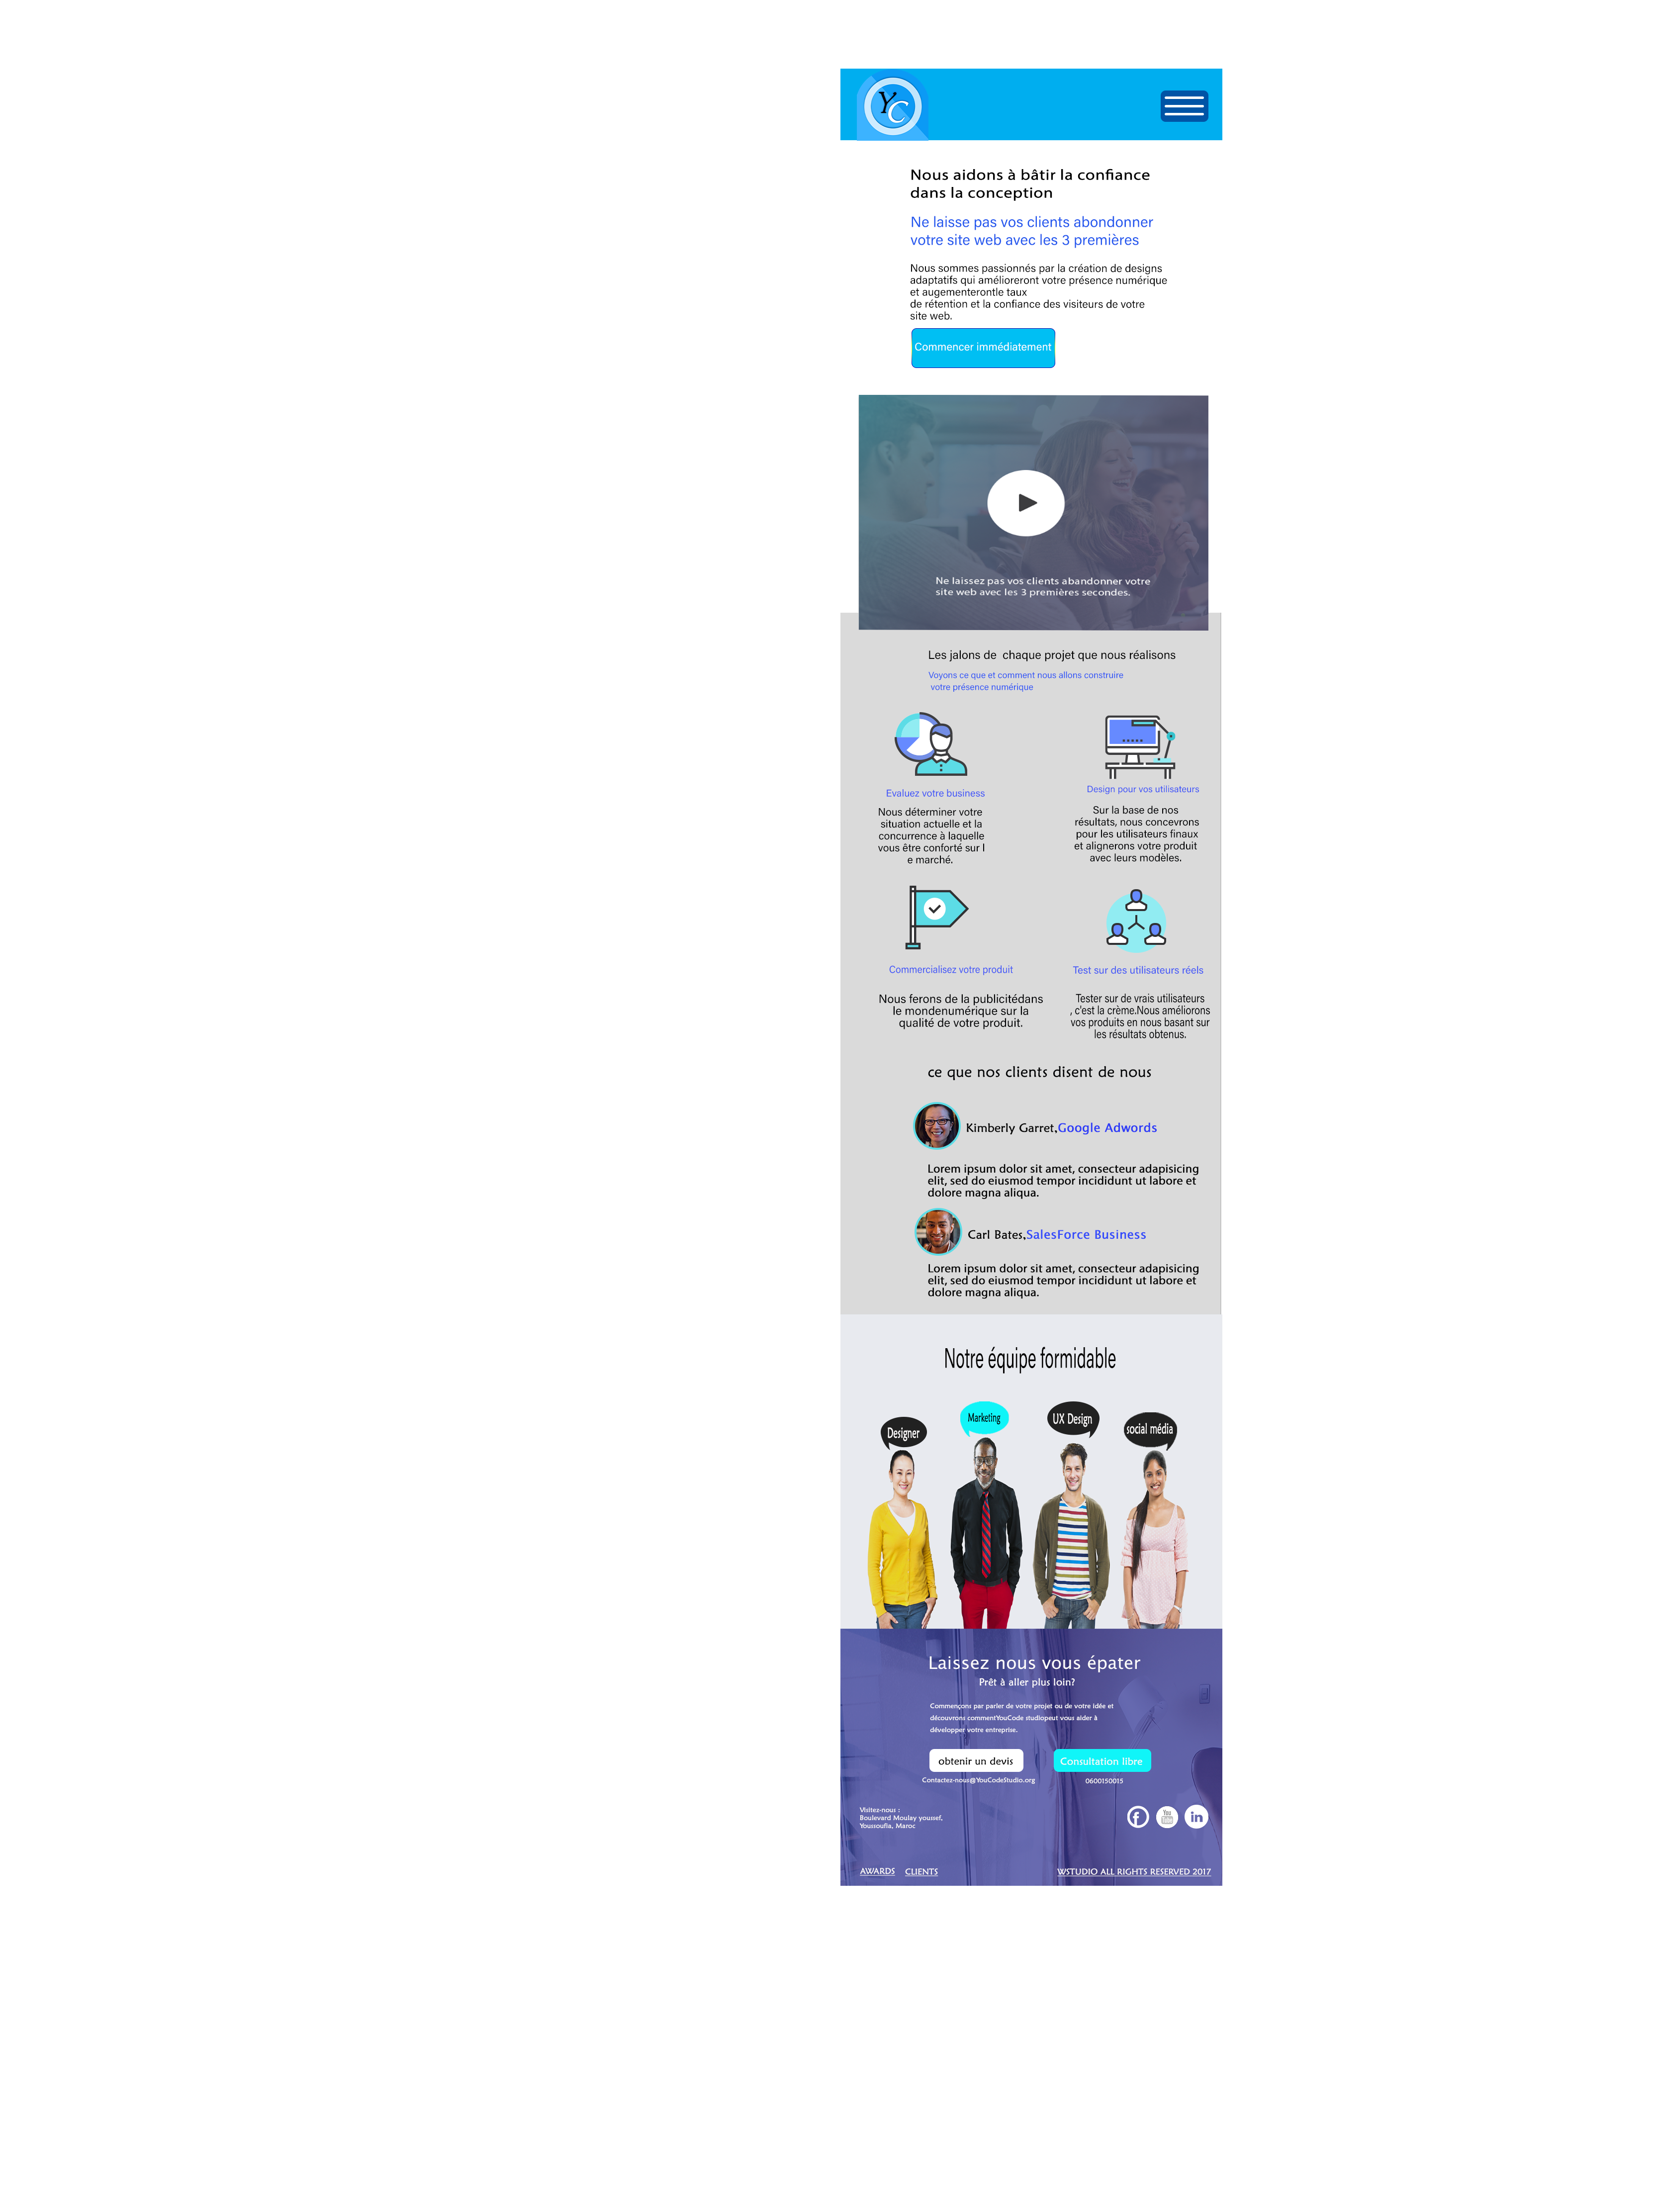 YC
Nous aidons à bâtir la confiance
dans la conception
Ne laisse pas vos clients abondonner
votre site web avec les 3 premières
Nous sommes passionnés par la création de designs
adaptatifs qui amélioreront votre présence numérique
et augementerontle taux
de rétention et la confiance des visiteurs de votre
site web.
Commencer immédiatement
Ne laissez pas vos clients abandonner votre
site web avec les 3 premières secondes.
Les jalons de chaque projet que nous réalisons
Voyons ce que et comment nous allons construire
votre présence numérique
Evaluez votre business
Nous déterminer votre
situation actuelle et la
concurrence à laquelle
vous être conforté sur l
e marché.
Design pour vos utilisateurs
Sur la base de nos
résultats, nous concevrons
pour les utilisateurs finaux
et alignerons votre produit
avec leurs modèles.
Commercialisez votre produit
Nous ferons de la publicitédans
le mondenumérique sur la
qualité de votre produit.
Test sur des utilisateurs réels
Tester sur de vrais utilisateurs
, c'est la crème.Nous améliorons
vos produits en nous basant sur
les résultats obtenus.
ce que nos clients disent de nous
Kimberly Garret,Google Adwords
Lorem ipsum dolor sit amet, consecteur adapisicing
elit, sed do eiusmod tempor incididunt ut labore et
dolore magna aliqua.
Carl Bates,SalesForce Business
Lorem ipsum dolor sit amet, consecteur adapisicing
elit, sed do eiusmod tempor incididunt ut labore et
dolore magna aliqua.
Notre équipe formidable
Designer
Marketing
UX Design
social média
Laissez nous vous épater
Prêt à aller plus loin?
Commençons par parler de votre projet ou de votre idée et
découvrons commentYouCode studiopeut vous aider à
développer votre entreprise.
obtenir un devis
Consultation libre
Contactez-nous@YouCodeStudio.org
0600150015
Visitez-nous :
Boulevard Moulay youssef,
Youssoufia, Maroc
You
Tube
in
AWARDS CLIENTS
WSTUDIO ALL RIGHTS RESERVED 2017